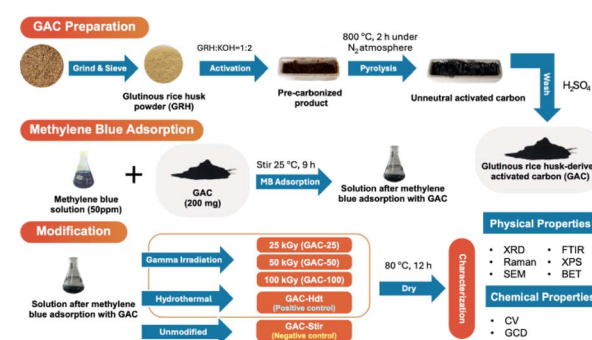 GAC Preparation
Grind & Sieve
Glutinous rice husk
powder (GRH)
GRH:KOH=1:2
Activation
Pre-carbonized
product
800 °C, 2 h under
N2 atmosphere
Pyrolysis
Unneutral activated carbon
Wash
H2SO4
Glutinous rice husk-derive
activated carbon (GAC)
Methylene Blue Adsorption
Methylene blue
solution (50ppm)
+
GAC
(200 mg)
Stir 25 °C, 9 h
MB Adsorption
Solution after methylene
blue adsorption with GAC
Modification
Solution after methylene
blue adsorption with GAC
Gamma Irradiation
25 kGy (GAC-25)
50 kGy (GAC-50)
100 kGy (GAC-100)
Hydrothermal
GAC-Hdt
(Positive control)
Unmodified
GAC-Stir
(Negative control)
80 °C, 12 h
Dry
Characterization
Physical Properties
• XRD • FTIR
• Raman • XPS
• SEM • BET
Chemical Properties
• CV
• GCD